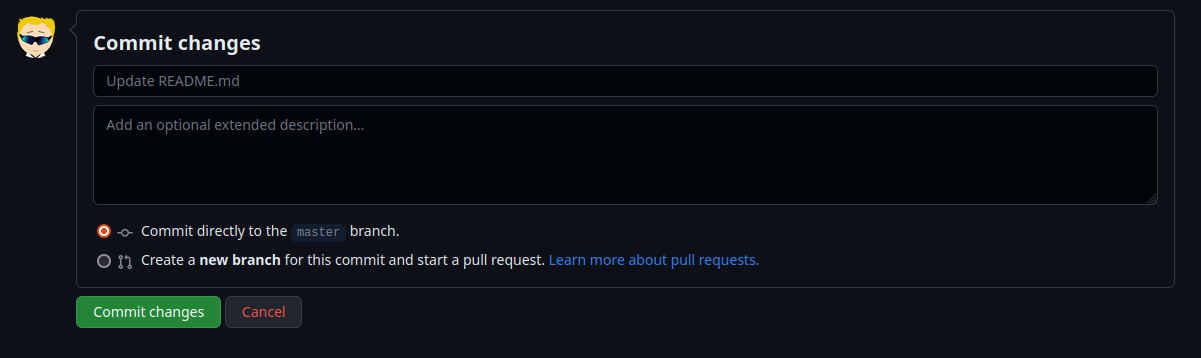 Commit changes
Update README.md
Add an optional extended description...
Commit directly to the master branch.
Create a new branch for this commit and start a pull request. Learn more about pull requests.
Commit changes Cancel